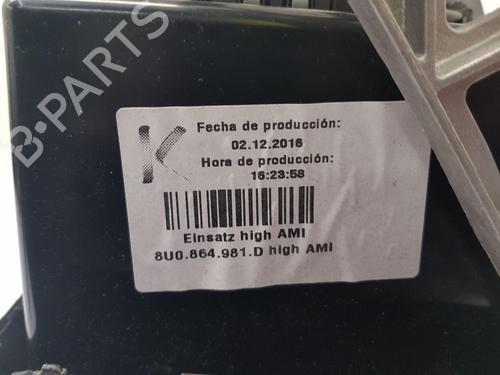 B-PARTS
K
Fecha de producción:
02.12.2016
Hora de producción:
16:23:58
Einsatz high AMI
8U0.864.981.D high AMI